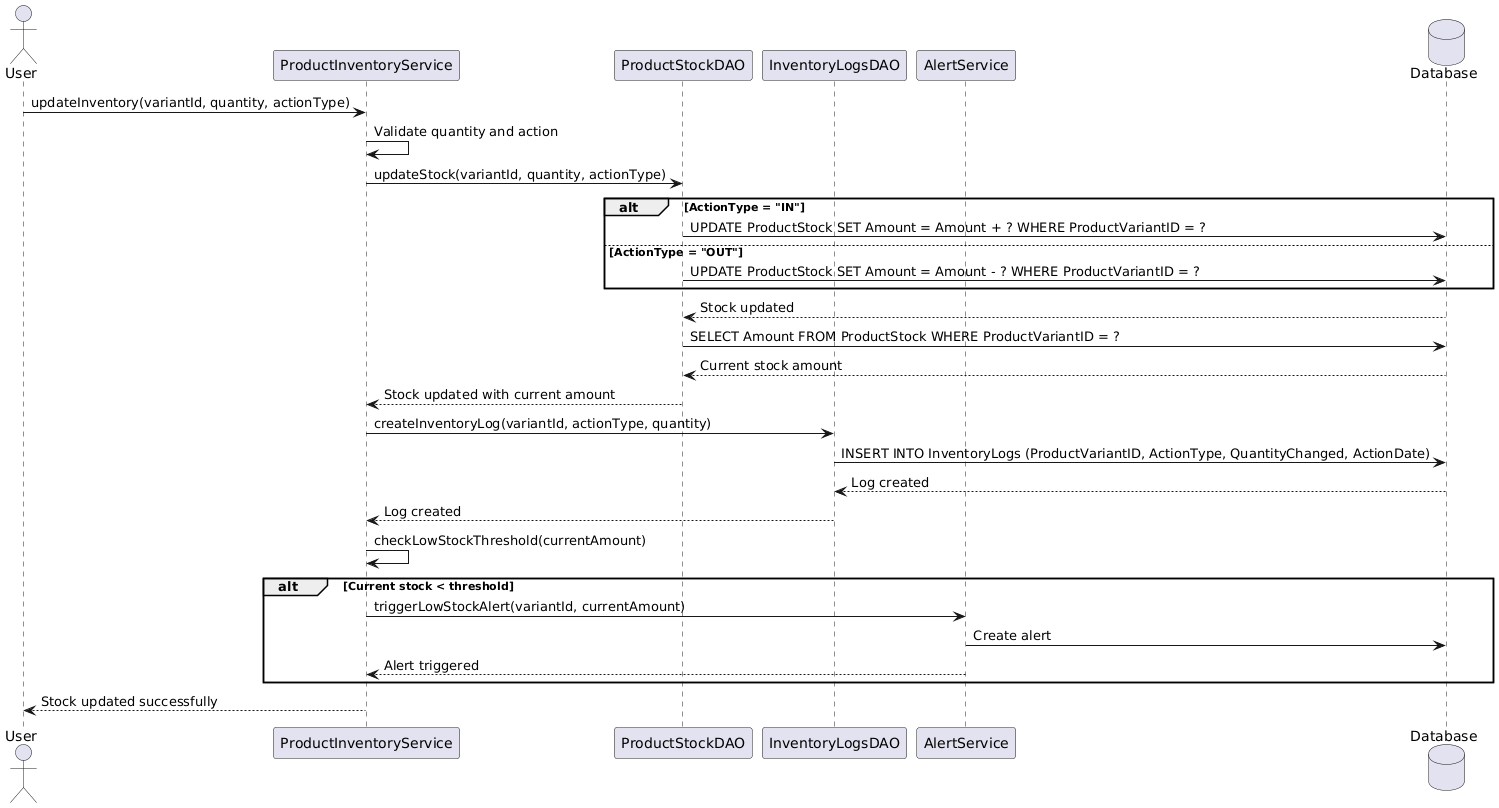 User
ProductInventoryService
ProductStockDAO
InventoryLogsDAO
AlertService
Database
updateInventory(variantId, quantity, actionType)
Validate quantity and action
updateStock(variantId, quantity, actionType)
alt [ActionType = "IN"]
UPDATE ProductStock SET Amount = Amount + ? WHERE ProductVariantID = ?
[ActionType = "OUT"]
UPDATE ProductStock SET Amount = Amount - ? WHERE ProductVariantID = ?
Stock updated
SELECT Amount FROM ProductStock WHERE ProductVariantID = ?
Current stock amount
Stock updated with current amount
createInventoryLog(variantId, actionType, quantity)
INSERT INTO InventoryLogs (ProductVariantID, ActionType, QuantityChanged, ActionDate)
Log created
Log created
checkLowStockThreshold(currentAmount)
alt [Current stock < threshold]
triggerLowStockAlert(variantId, currentAmount)
Create alert
Alert triggered
Stock updated successfully
User
ProductInventoryService
ProductStockDAO
InventoryLogsDAO
AlertService
Database